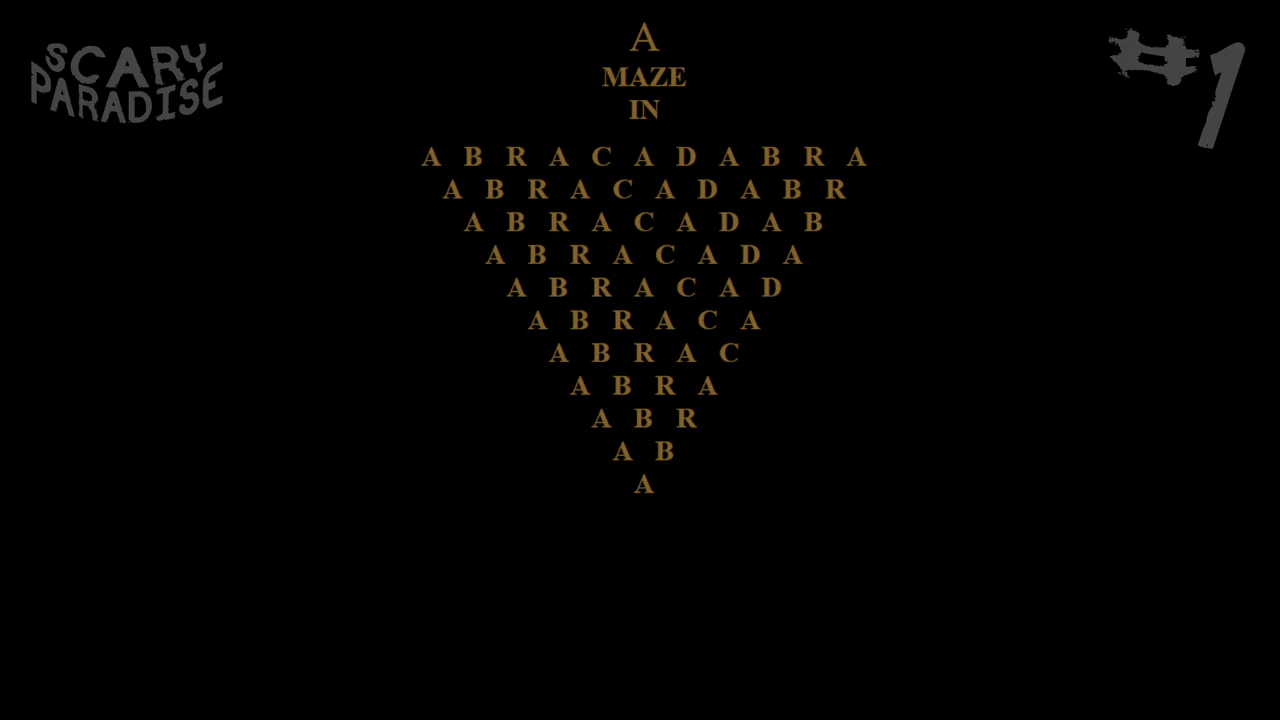 SCARY
PARADISE
#1
A
MAZE
IN
A B R A C A D A B R A
A B R A C A D A B R
A B R A C A D A B
A B R A C A D A
A B R A C A D
A B R A C A
A B R A C
A B R A
A B R
A B
A